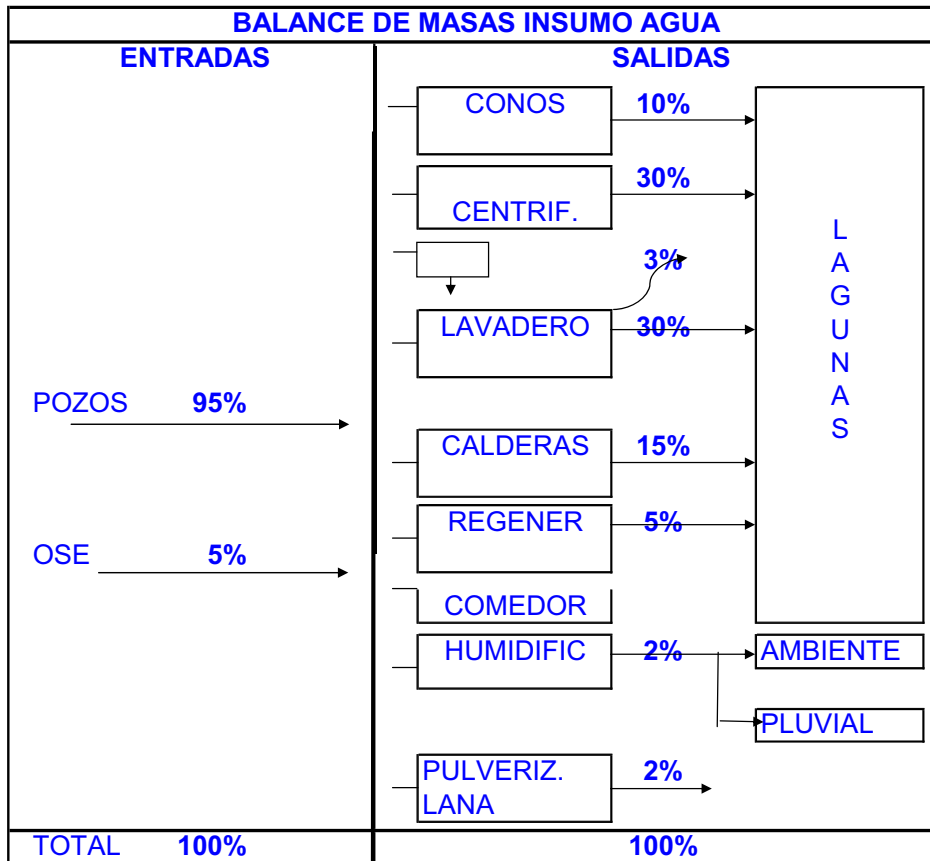 BALANCE DE MASAS INSUMO AGUA
ENTRADAS SALIDAS
CONOS 10%
30%
CENTRIF.
3%
LAVADERO 30%
L
A
G
U
N
A
S
POZOS 95%
CALDERAS 15%
REGENER 5%
OSE 5%
COMEDOR
HUMIDIFIC 2% AMBIENTE
PLUVIAL
PULVERIZ. 2%
LANA
TOTAL 100% 100%